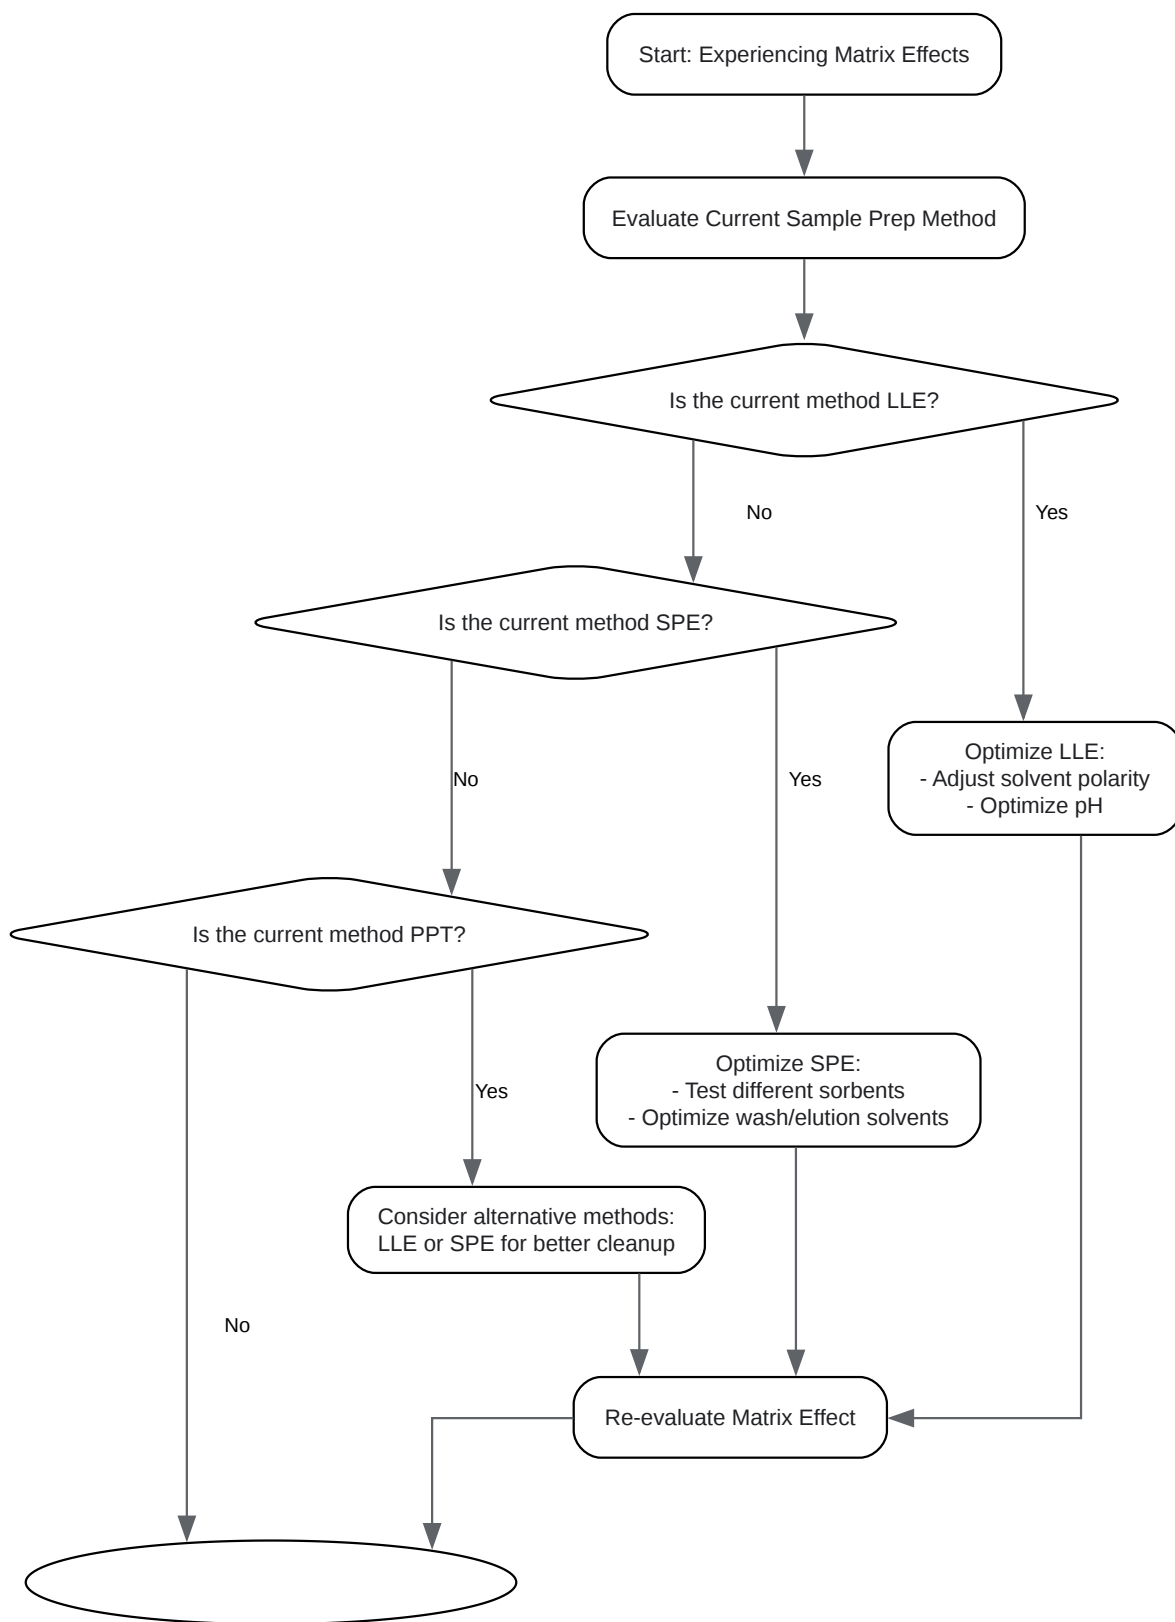 Start: Experiencing Matrix Effects
Evaluate Current Sample Prep Method
Is the current method LLE?
No
Yes
Is the current method SPE?
Optimize LLE:
- Adjust solvent polarity
- Optimize pH
No
Yes
Is the current method PPT?
Optimize SPE:
- Test different sorbents
- Optimize wash/elution solvents
Yes
Consider alternative methods:
LLE or SPE for better cleanup
No
Re-evaluate Matrix Effect